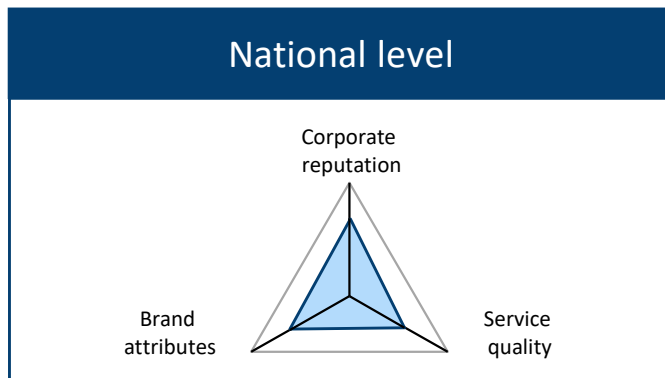 National level
Corporate
reputation
Brand
attributes
Service
quality